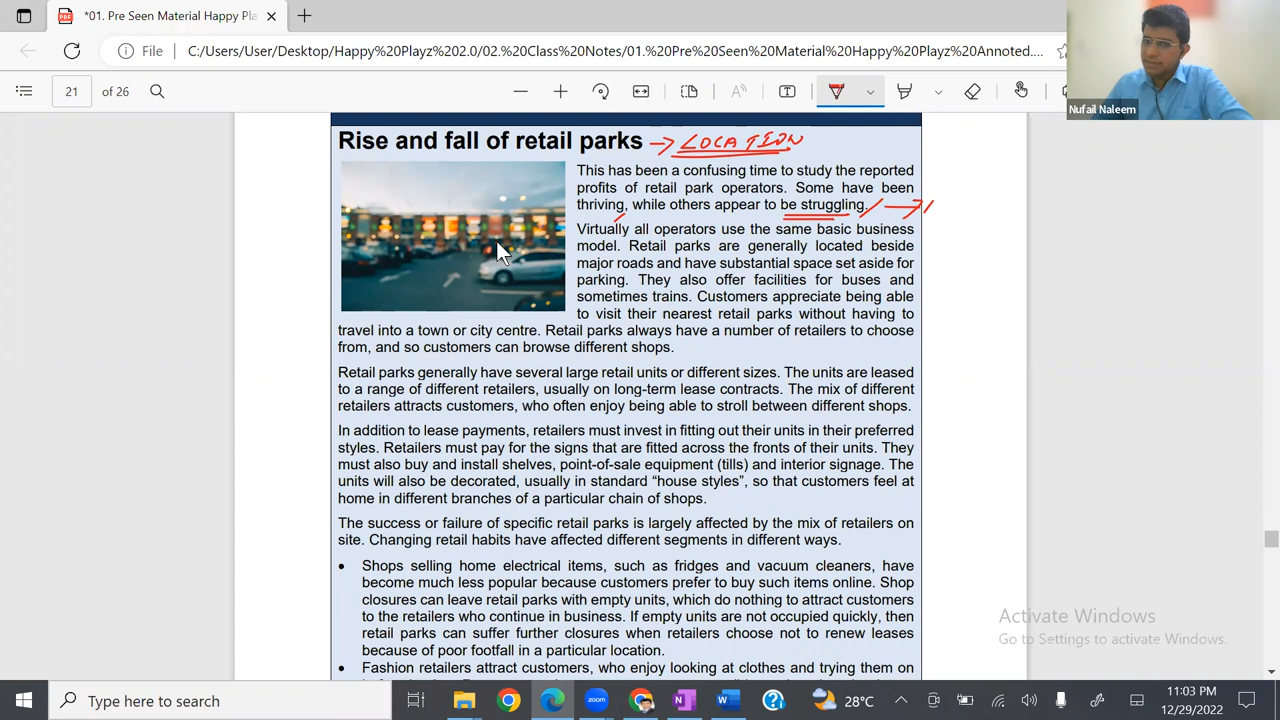 *01. Pre Seen Material Happy Pla
File
C:/Users/User/Desktop/Happy%20Playz%202.0/02.%20Class%20Notes/01.%20Pre%20Seen%20Material%20Happy%20Playz%20Annoted....
21 of 26
Nufail Naleem
Rise and fall of retail parks → LOCATION
This has been a confusing time to study the reported
profits of retail park operators. Some have been
thriving, while others appear to be struggling.
Virtually all operators use the same basic business
model. Retail parks are generally located beside
major roads and have substantial space set aside for
parking. They also offer facilities for buses and
sometimes trains. Customers appreciate being able
to visit their nearest retail parks without having to
travel into a town or city centre. Retail parks always have a number of retailers to choose
from, and so customers can browse different shops.
Retail parks generally have several large retail units or different sizes. The units are leased
to a range of different retailers, usually on long-term lease contracts. The mix of different
retailers attracts customers, who often enjoy being able to stroll between different shops.
In addition to lease payments, retailers must invest in fitting out their units in their preferred
styles. Retailers must pay for the signs that are fitted across the fronts of their units. They
must also buy and install shelves, point-of-sale equipment (tills) and interior signage. The
units will also be decorated, usually in standard “house styles”, so that customers feel at
home in different branches of a particular chain of shops.
The success or failure of specific retail parks is largely affected by the mix of retailers on
site. Changing retail habits have affected different segments in different ways.
• Shops selling home electrical items, such as fridges and vacuum cleaners, have
become much less popular because customers prefer to buy such items online. Shop
closures can leave retail parks with empty units, which do nothing to attract customers
to the retailers who continue in business. If empty units are not occupied quickly, then
retail parks can suffer further closures when retailers choose not to renew leases
because of poor footfall in a particular location.
• Fashion retailers attract customers, who enjoy looking at clothes and trying them on
Activate Windows
Go to Settings to activate Windows.
Type here to search
28°C
11:03 PM
12/29/2022